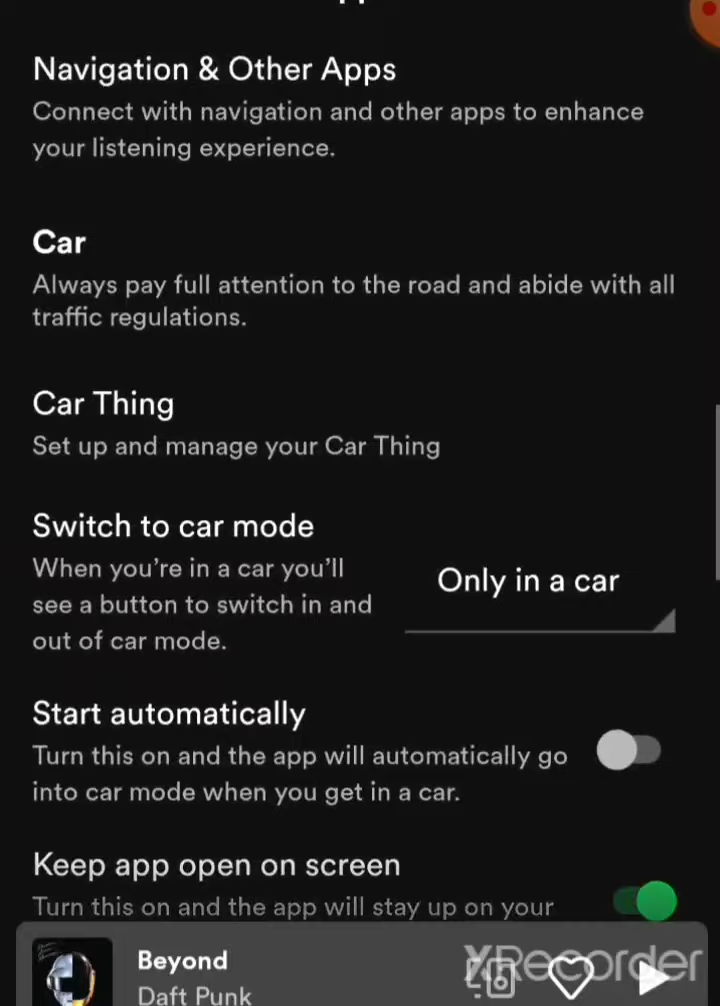 Navigation & Other Apps
Connect with navigation and other apps to enhance
your listening experience.
Car
Always pay full attention to the road and abide with all
traffic regulations.
Car Thing
Set up and manage your Car Thing
Switch to car mode
When you’re in a car you’ll
see a button to switch in and
out of car mode.
Only in a car
Start automatically
Turn this on and the app will automatically go
into car mode when you get in a car.
Keep app open on screen
Turn this on and the app will stay up on your
Beyond
Daft Punk
XRecorder